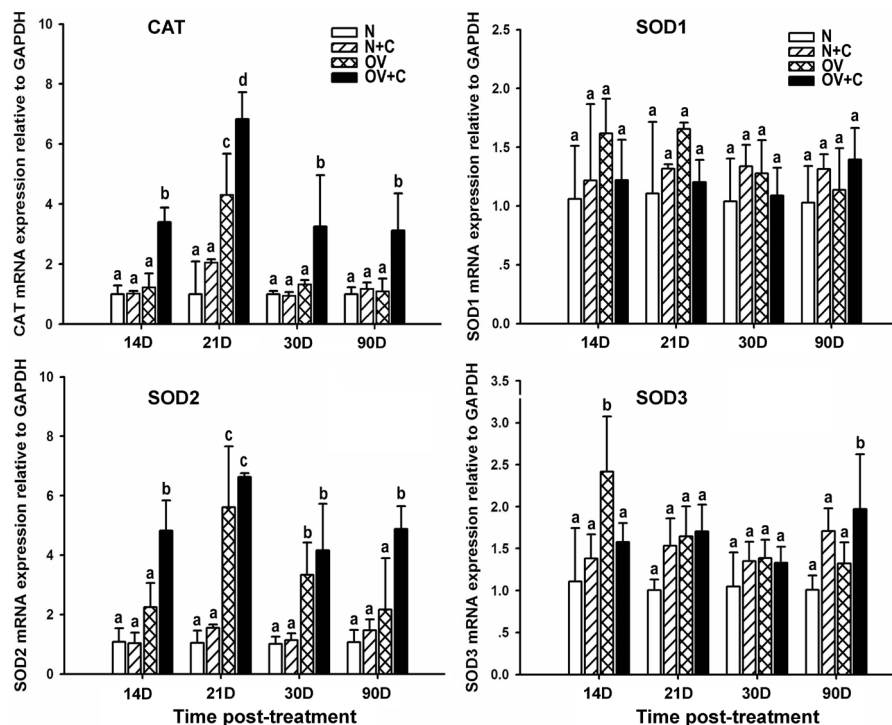 CAT
N
N+C
OV
OV+C
CAT mRNA expression relative to GAPDH
10
8
6
4
2
0
a a a b
a a c d
a a a b
a a a b
14D 21D 30D 90D
SOD1
N
N+C
OV
OV+C
SOD1 mRNA expression relative to GAPDH
2.5
2.0
1.5
1.0
.5
0.0
a a a a
a a a a
a a a a
a a a a
14D 21D 30D 90D
SOD2
SOD2 mRNA expression relative to GAPDH
10
8
6
4
2
0
a a a b
a a c c
a a b b
a a a b
14D 21D 30D 90D
Time post-treatment
SOD3
SOD3 mRNA expression relative to GAPDH
3.5
3.0
2.5
2.0
1.5
1.0
.5
0.0
a a b a
a a a a
a a a a
a a a b
14D 21D 30D 90D
Time post-treatment